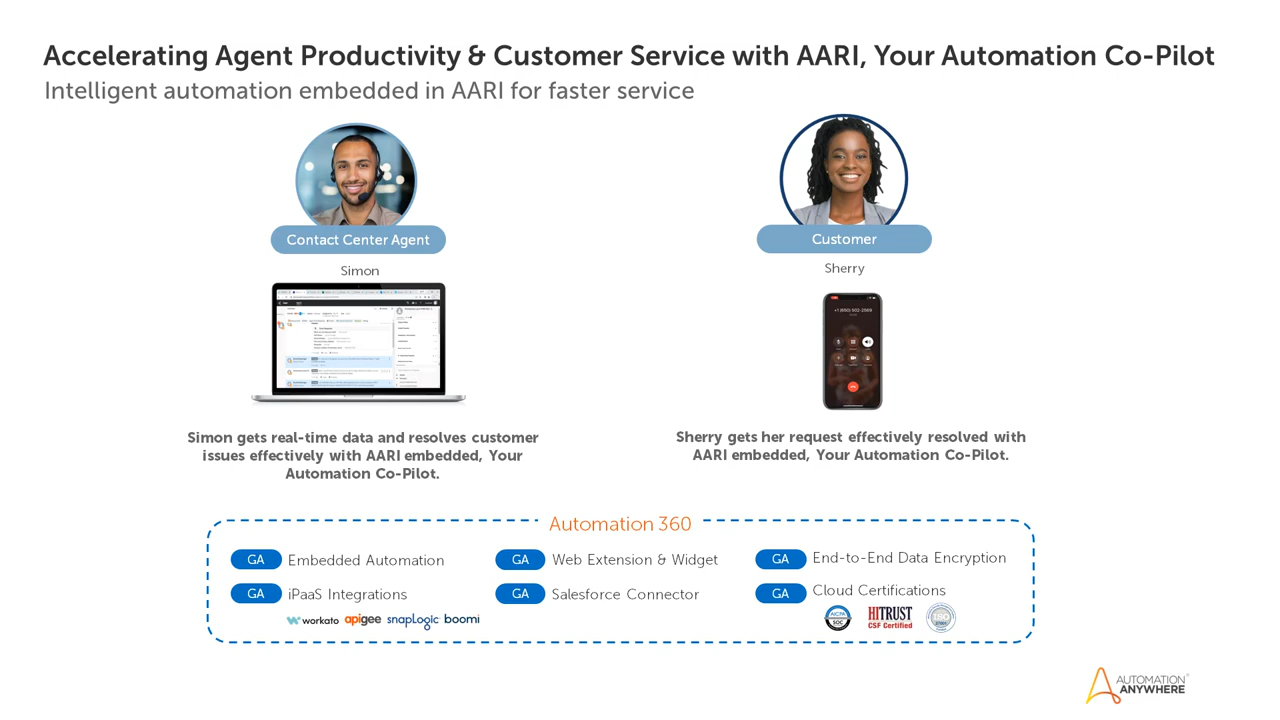 Accelerating Agent Productivity & Customer Service with AARI, Your Automation Co-Pilot
Intelligent automation embedded in AARI for faster service
Contact Center Agent
Simon
Simon gets real-time data and resolves customer
issues effectively with AARI embedded, Your
Automation Co-Pilot.
Customer
Sherry
Sherry gets her request effectively resolved with
AARI embedded, Your Automation Co-Pilot.
Automation 360
GA Embedded Automation
GA Web Extension & Widget
GA End-to-End Data Encryption
GA iPaaS Integrations
GA Salesforce Connector
GA Cloud Certifications
workato apigee snapLogic boomi
AICPA
SOC
HITRUST
CSF Certified
ISO
AUTOMATION
ANYWHERE